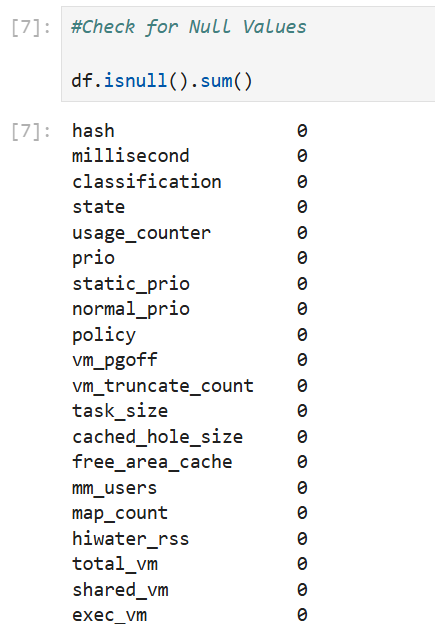 [7]: #Check for Null Values
df.isnull().sum()
[7]: hash 0
millisecond 0
classification 0
state 0
usage_counter 0
prio 0
static_prio 0
normal_prio 0
policy 0
vm_pgoff 0
vm_truncate_count 0
task_size 0
cached_hole_size 0
free_area_cache 0
mm_users 0
map_count 0
hiwater_rss 0
total_vm 0
shared_vm 0
exec_vm 0